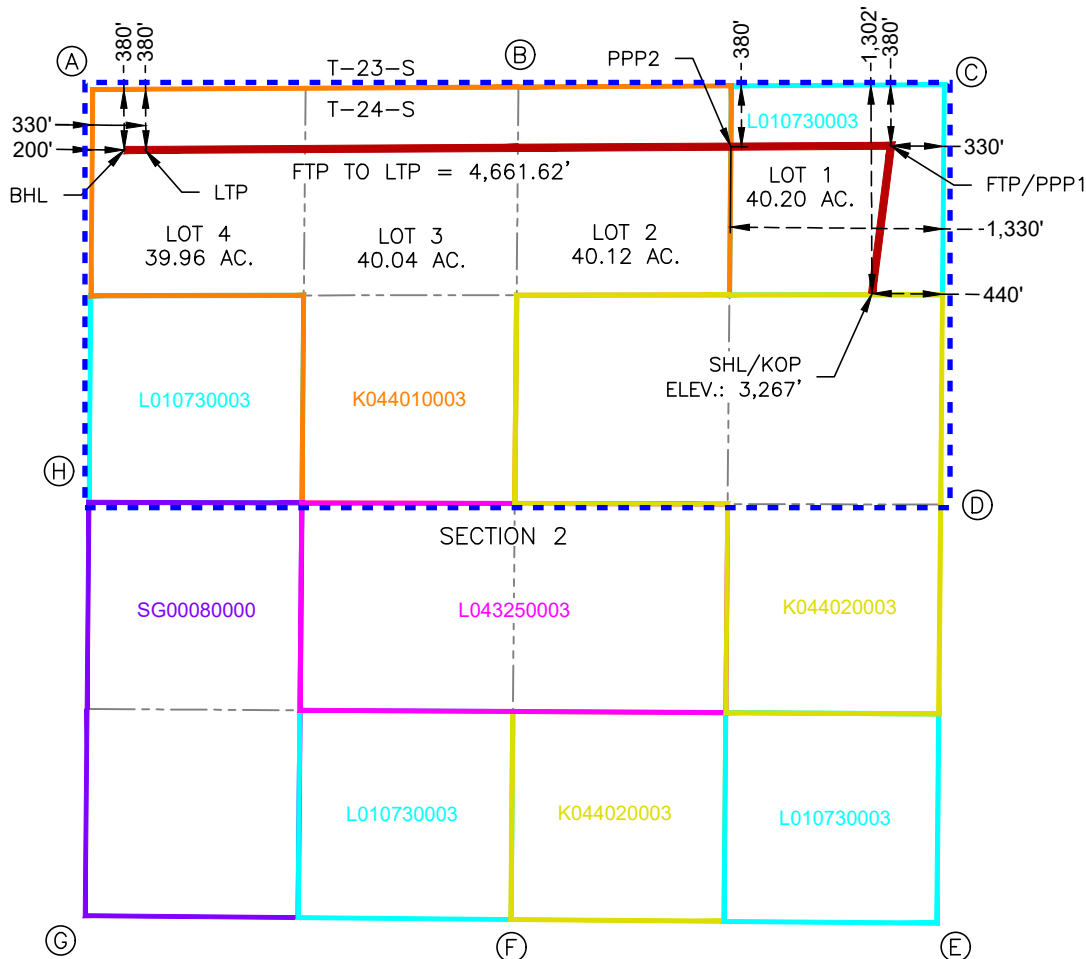 380'
380'
380'
1,302'
380'
A
B
C
PPP2
T-23-S
T-24-S
L010730003
330'
200'
330'
BHL
LTP
FTP TO LTP = 4,661.62'
LOT 1
40.20 AC.
FTP/PPP1
LOT 4
39.96 AC.
LOT 3
40.04 AC.
LOT 2
40.12 AC.
1,330'
440'
SHL/KOP
ELEV.: 3,267'
L010730003
K044010003
H
D
SECTION 2
SG00080000
L043250003
K044020003
L010730003
K044020003
L010730003
G
F
E